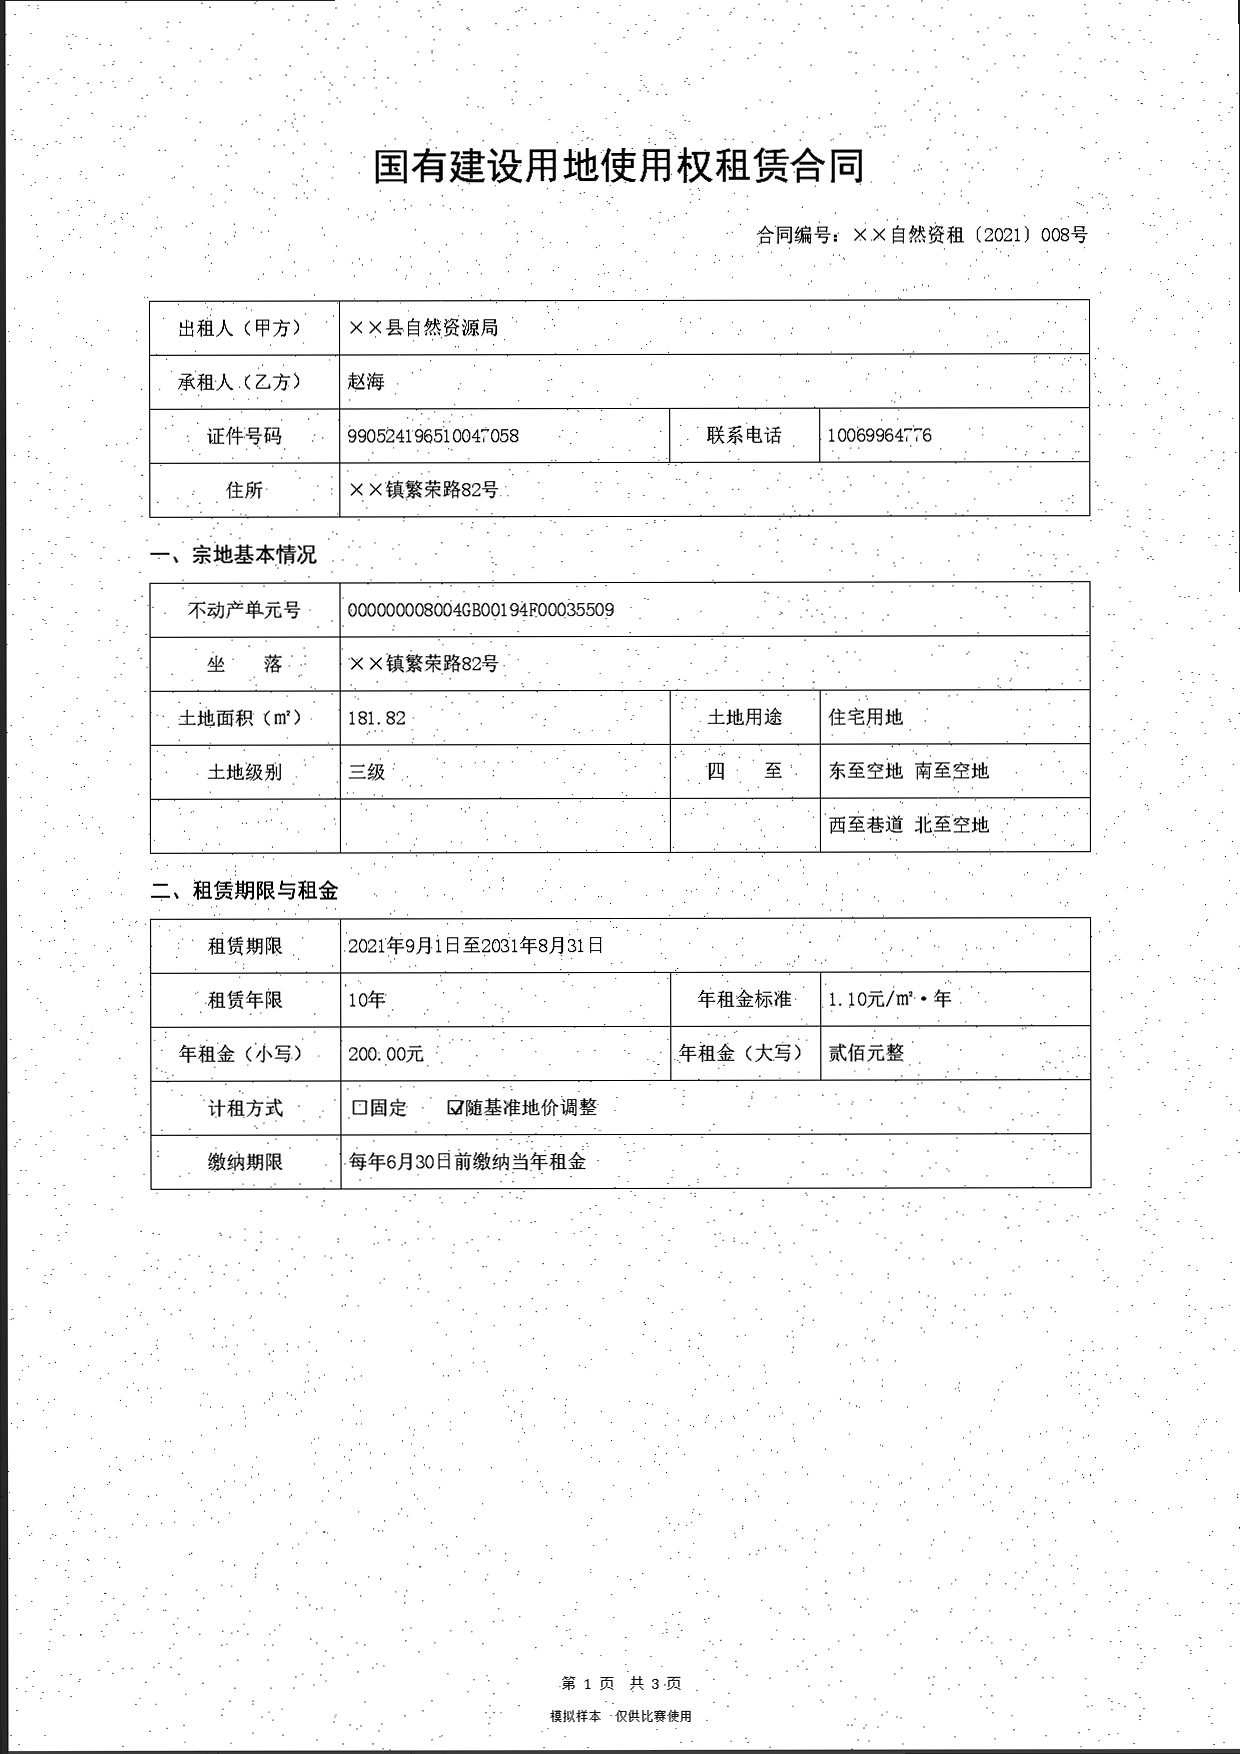 国有建设用地使用权租赁合同
合同编号：××自然资租〔2021〕008号
出租人（甲方） ××县自然资源局
承租人（乙方） 赵海
证件号码 990524196510047058 联系电话 10069964776
住所 ××镇繁荣路82号
一、宗地基本情况
不动产单元号 000000008004GB00194F00035509
坐 落 ××镇繁荣路82号
土地面积（㎡） 181.82 土地用途 住宅用地
土地级别 三级 四 至 东至空地 南至空地
西至巷道 北至空地
二、租赁期限与租金
租赁期限 2021年9月1日至2031年8月31日
租赁年限 10年 年租金标准 1.10元/㎡·年
年租金（小写） 200.00元 年租金（大写） 贰佰元整
计租方式 □固定 ☑随基准地价调整
缴纳期限 每年6月30日前缴纳当年租金
第 1 页 共 3 页
模拟样本 仅供比赛使用